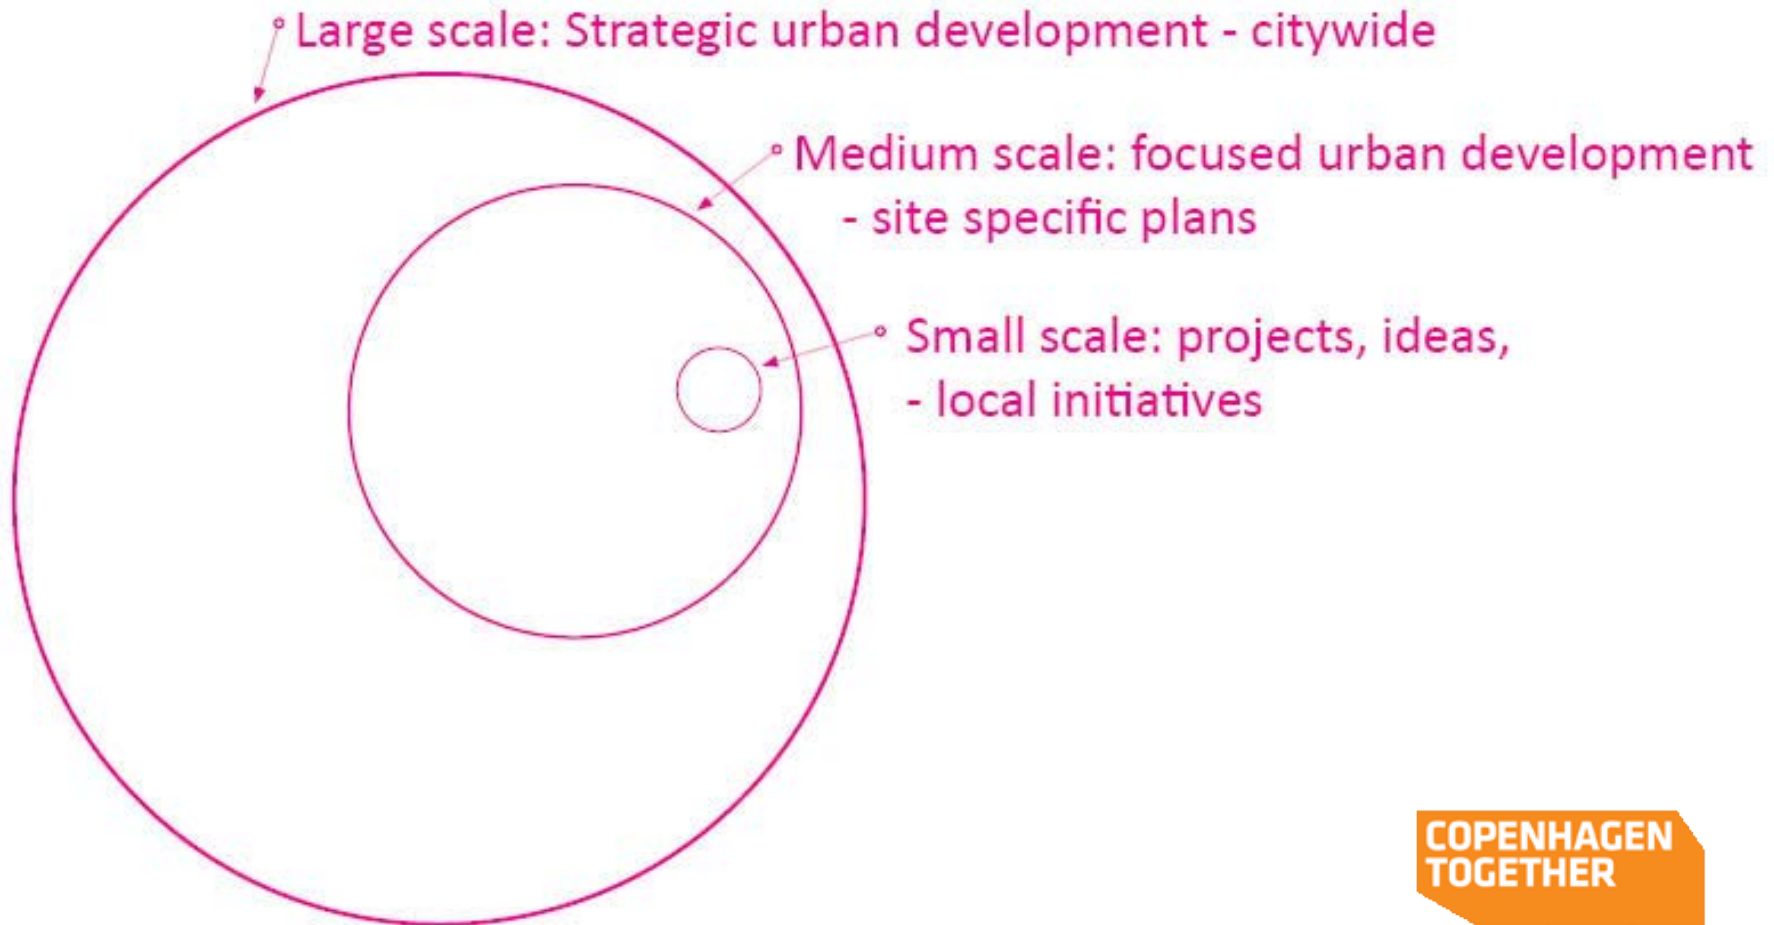 Large scale: Strategic urban development - citywide
Medium scale: focused urban development
- site specific plans
Small scale: projects, ideas,
- local initiatives
COPENHAGEN
TOGETHER